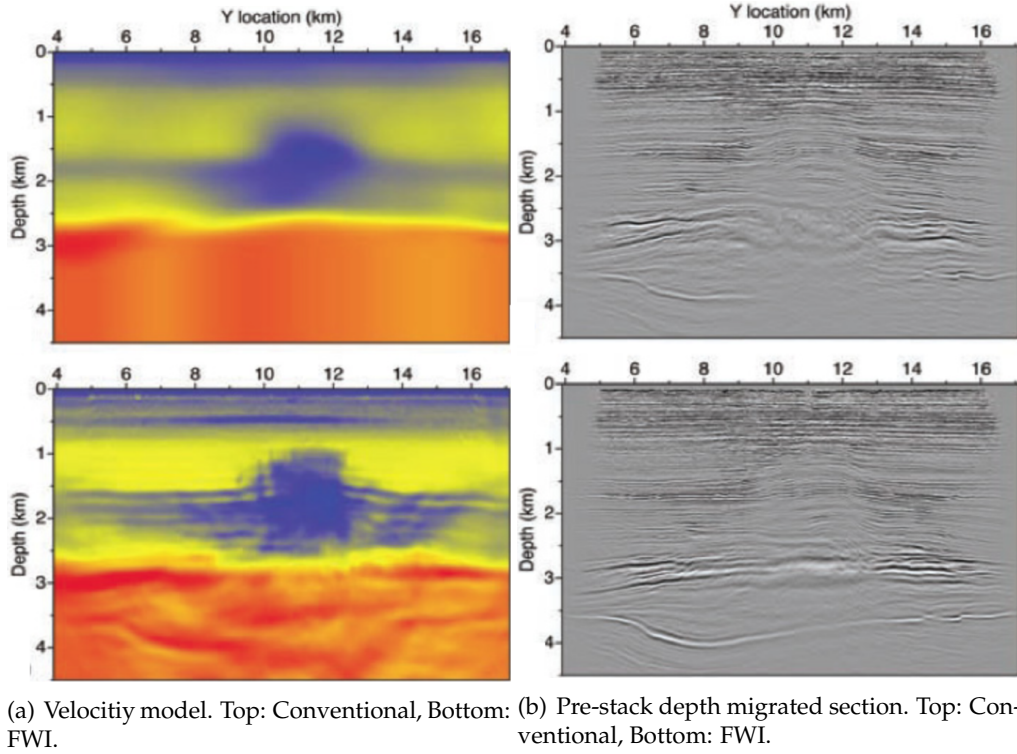 Y location (km)
4 6 8 10 12 14 16
0
1
2
3
4
Depth (km)
Y location (km)
4 6 8 10 12 14 16
0
1
2
3
4
Depth (km)
4 6 8 10 12 14 16
0
1
2
3
4
Depth (km)
4 6 8 10 12 14 16
0
1
2
3
4
Depth (km)
(a) Velocitiy model. Top: Conventional, Bottom:
FWI.
(b) Pre-stack depth migrated section. Top: Con-
ventional, Bottom: FWI.